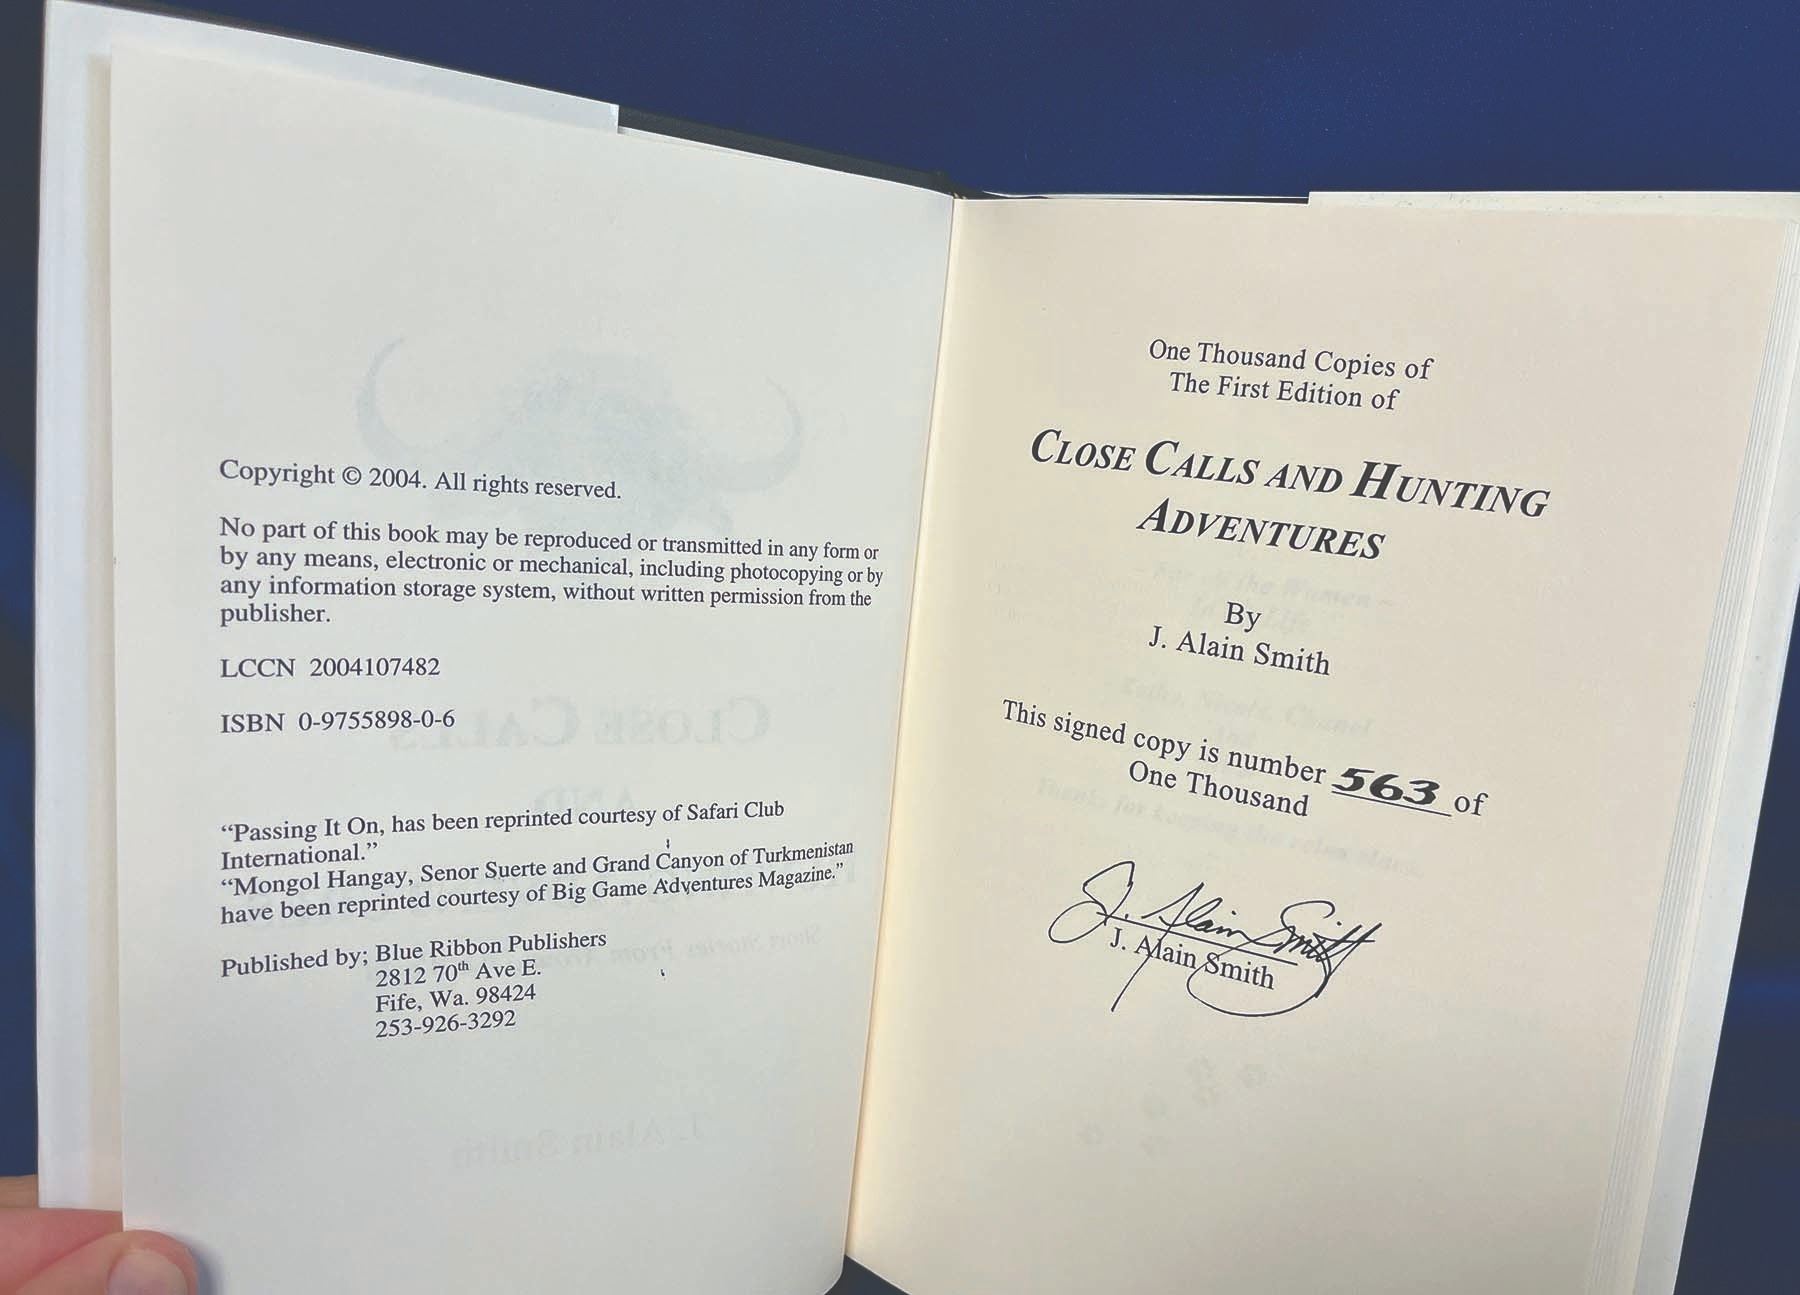 Copyright © 2004. All rights reserved.
No part of this book may be reproduced or transmitted in any form or
by any means, electronic or mechanical, including photocopying or by
any information storage system, without written permission from the
publisher.
LCCN 2004107482
ISBN 0-9755898-0-6
“Passing It On, has been reprinted courtesy of Safari Club
International.”
“Mongol Hangay, Senor Suerte and Grand Canyon of Turkmenistan
have been reprinted courtesy of Big Game Adventures Magazine.”
Published by; Blue Ribbon Publishers
2812 70th Ave E.
Fife, Wa. 98424
253-926-3292
One Thousand Copies of
The First Edition of
CLOSE CALLS AND HUNTING
ADVENTURES
By
J. Alain Smith
This signed copy is number 563 of
One Thousand
J. Alain Smith
J. Alain Smith